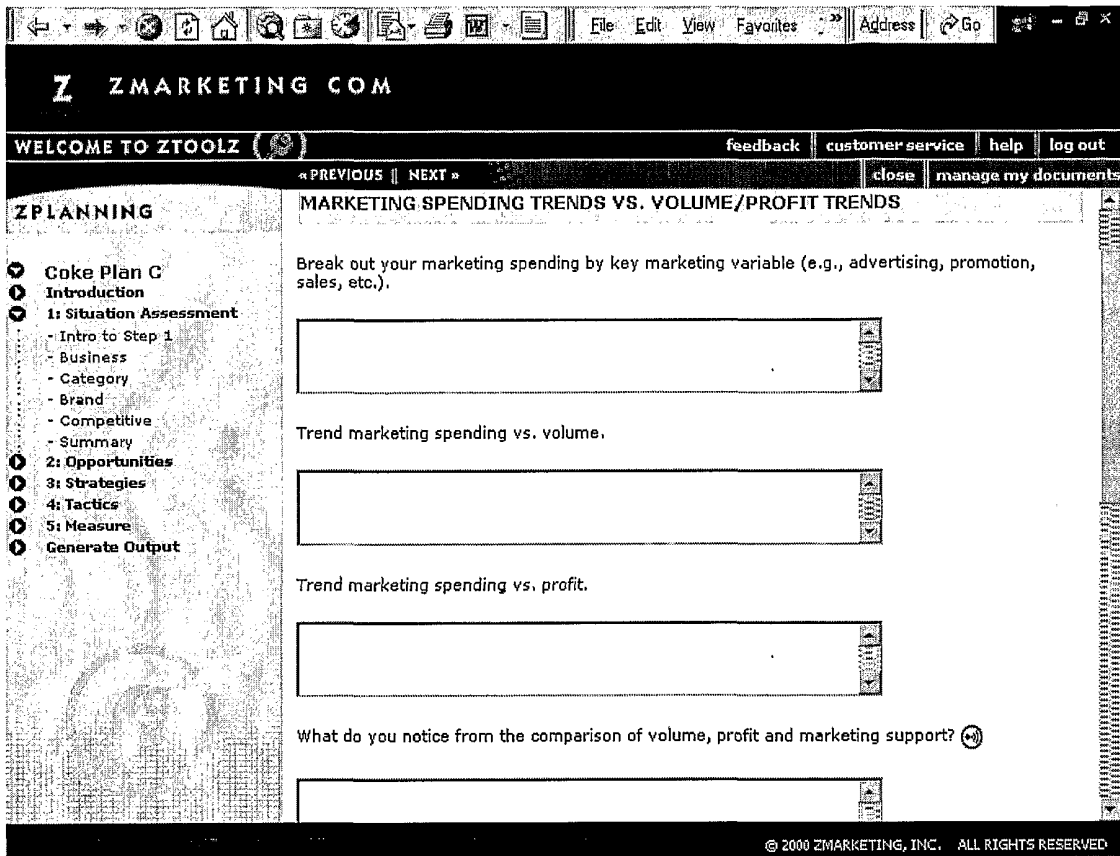 File Edit View Favorites » Address Go
Z ZMARKETING COM
WELCOME TO ZTOOLZ
feedback customer service help log out
« PREVIOUS || NEXT »
close manage my documents
ZPLANNING
Coke Plan C
Introduction
1: Situation Assessment
- Intro to Step 1
- Business
- Category
- Brand
- Competitive
- Summary
2: Opportunities
3: Strategies
4: Tactics
5: Measure
Generate Output
MARKETING SPENDING TRENDS VS. VOLUME/PROFIT TRENDS
Break out your marketing spending by key marketing variable (e.g., advertising, promotion,
sales, etc.).
Trend marketing spending vs. volume.
Trend marketing spending vs. profit.
What do you notice from the comparison of volume, profit and marketing support?
© 2000 ZMARKETING, INC. ALL RIGHTS RESERVED